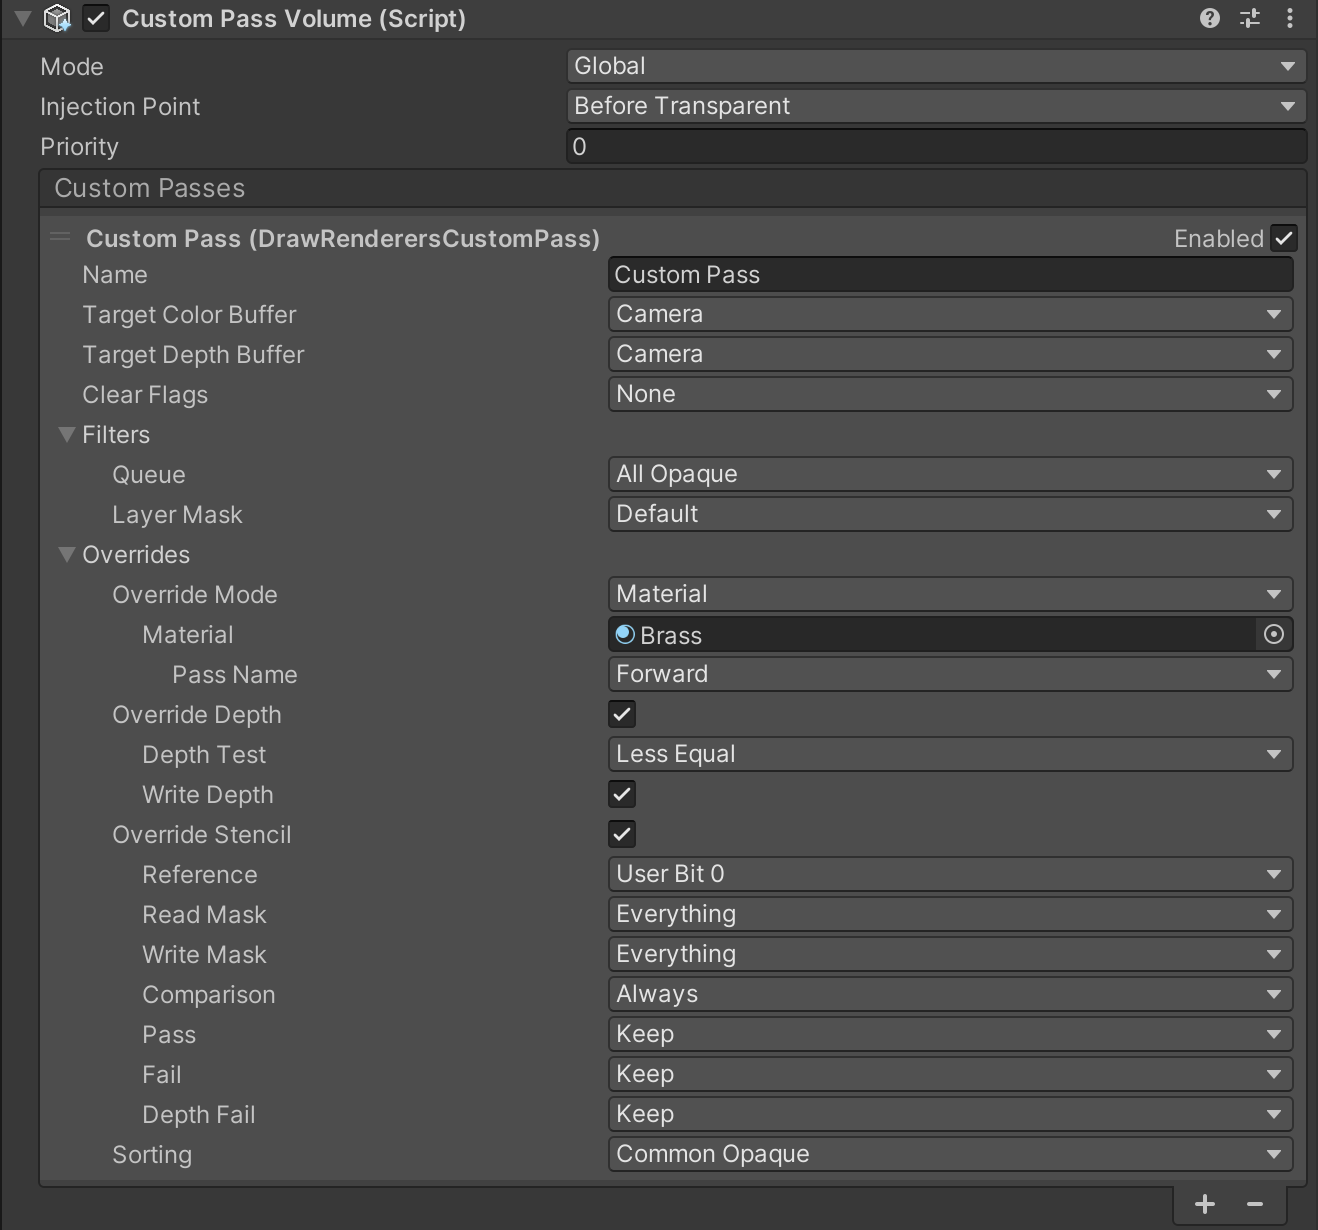 Custom Pass Volume (Script)
Mode Global
Injection Point Before Transparent
Priority 0
Custom Passes
Custom Pass (DrawRenderersCustomPass) Enabled
Name Custom Pass
Target Color Buffer Camera
Target Depth Buffer Camera
Clear Flags None
Filters
Queue All Opaque
Layer Mask Default
Overrides
Override Mode Material
Material Brass
Pass Name Forward
Override Depth
Depth Test Less Equal
Write Depth
Override Stencil
Reference User Bit 0
Read Mask Everything
Write Mask Everything
Comparison Always
Pass Keep
Fail Keep
Depth Fail Keep
Sorting Common Opaque